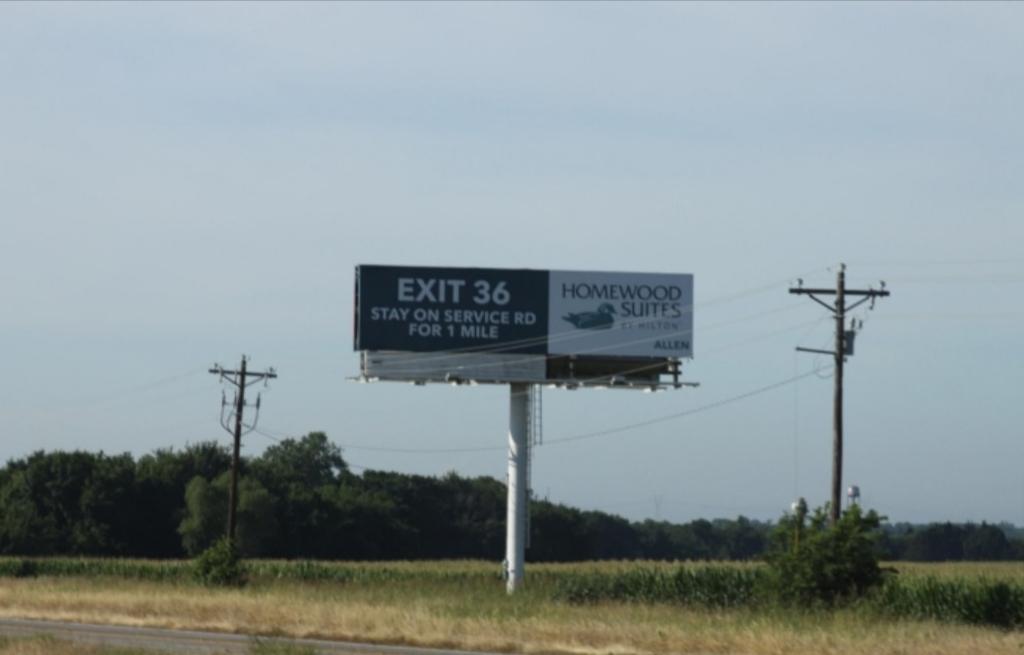 EXIT 36
STAY ON SERVICE RD
FOR 1 MILE
HOMEWOOD
SUITES
BY HILTON
ALLEN